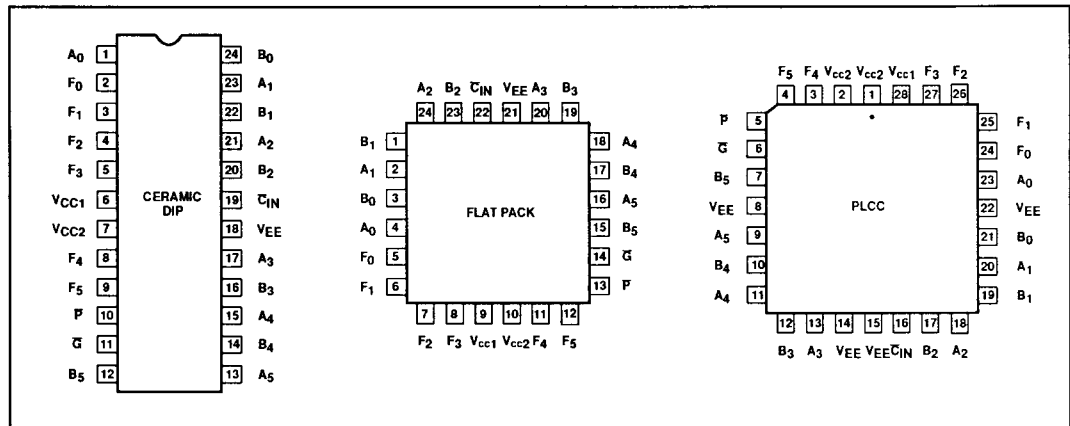 A0 1 24 B0
F0 2 23 A1
F1 3 22 B1
F2 4 21 A2
F3 5 20 B2
VCC1 6 19 C̅IN
VCC2 7 18 VEE
F4 8 17 A3
F5 9 16 B3
P̅ 10 15 A4
G̅ 11 14 B4
B5 12 13 A5
CERAMIC
DIP
A2 B2 C̅IN VEE A3 B3
24 23 22 21 20 19
B1 1 18 A4
A1 2 17 B4
B0 3 16 A5
A0 4 15 B5
F0 5 14 G̅
F1 6 13 P̅
FLAT PACK
7 8 9 10 11 12
F2 F3 Vcc1 Vcc2 F4 F5
F5 F4 Vcc2 Vcc2 Vcc1 F3 F2
4 3 2 1 28 27 26
P̅ 5 25 F1
G̅ 6 24 F0
B5 7 23 A0
VEE 8 22 VEE
A5 9 21 B0
B4 10 20 A1
A4 11 19 B1
PLCC
12 13 14 15 16 17 18
B3 A3 VEE VEE C̅IN B2 A2